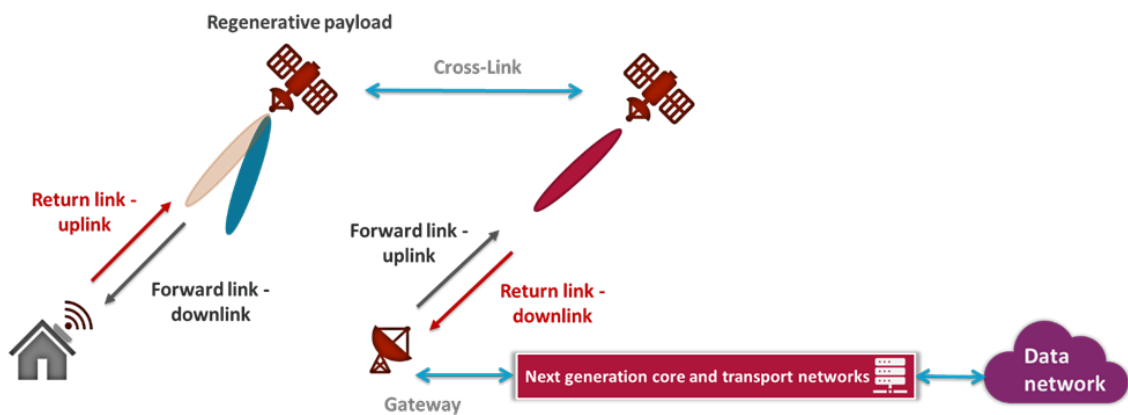 Regenerative payload
Cross-Link
Return link -
uplink
Forward link -
downlink
Forward link -
uplink
Return link -
downlink
Gateway
Next generation core and transport networks
Data
network